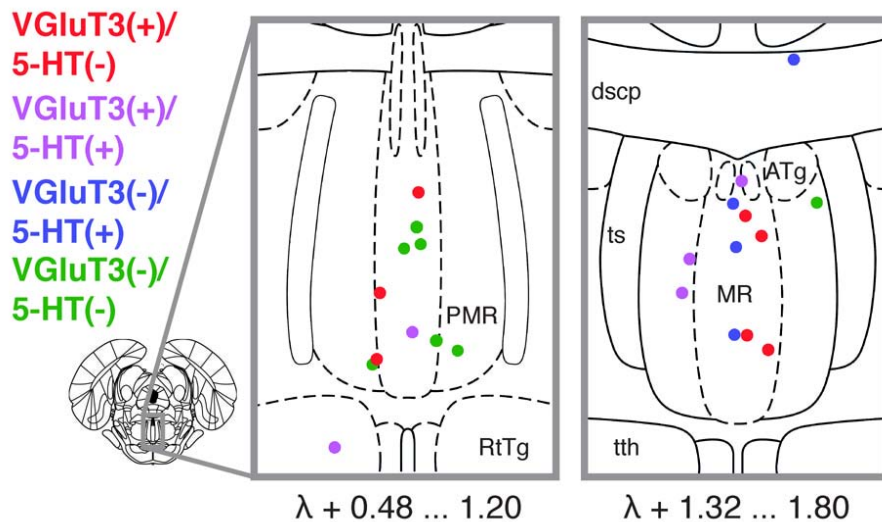 VGluT3(+)/
5-HT(-)
VGluT3(+)/
5-HT(+)
VGluT3(-)/
5-HT(+)
VGluT3(-)/
5-HT(-)
PMR
RtTg
λ + 0.48 ... 1.20
dscp
ATg
ts
MR
tth
λ + 1.32 ... 1.80